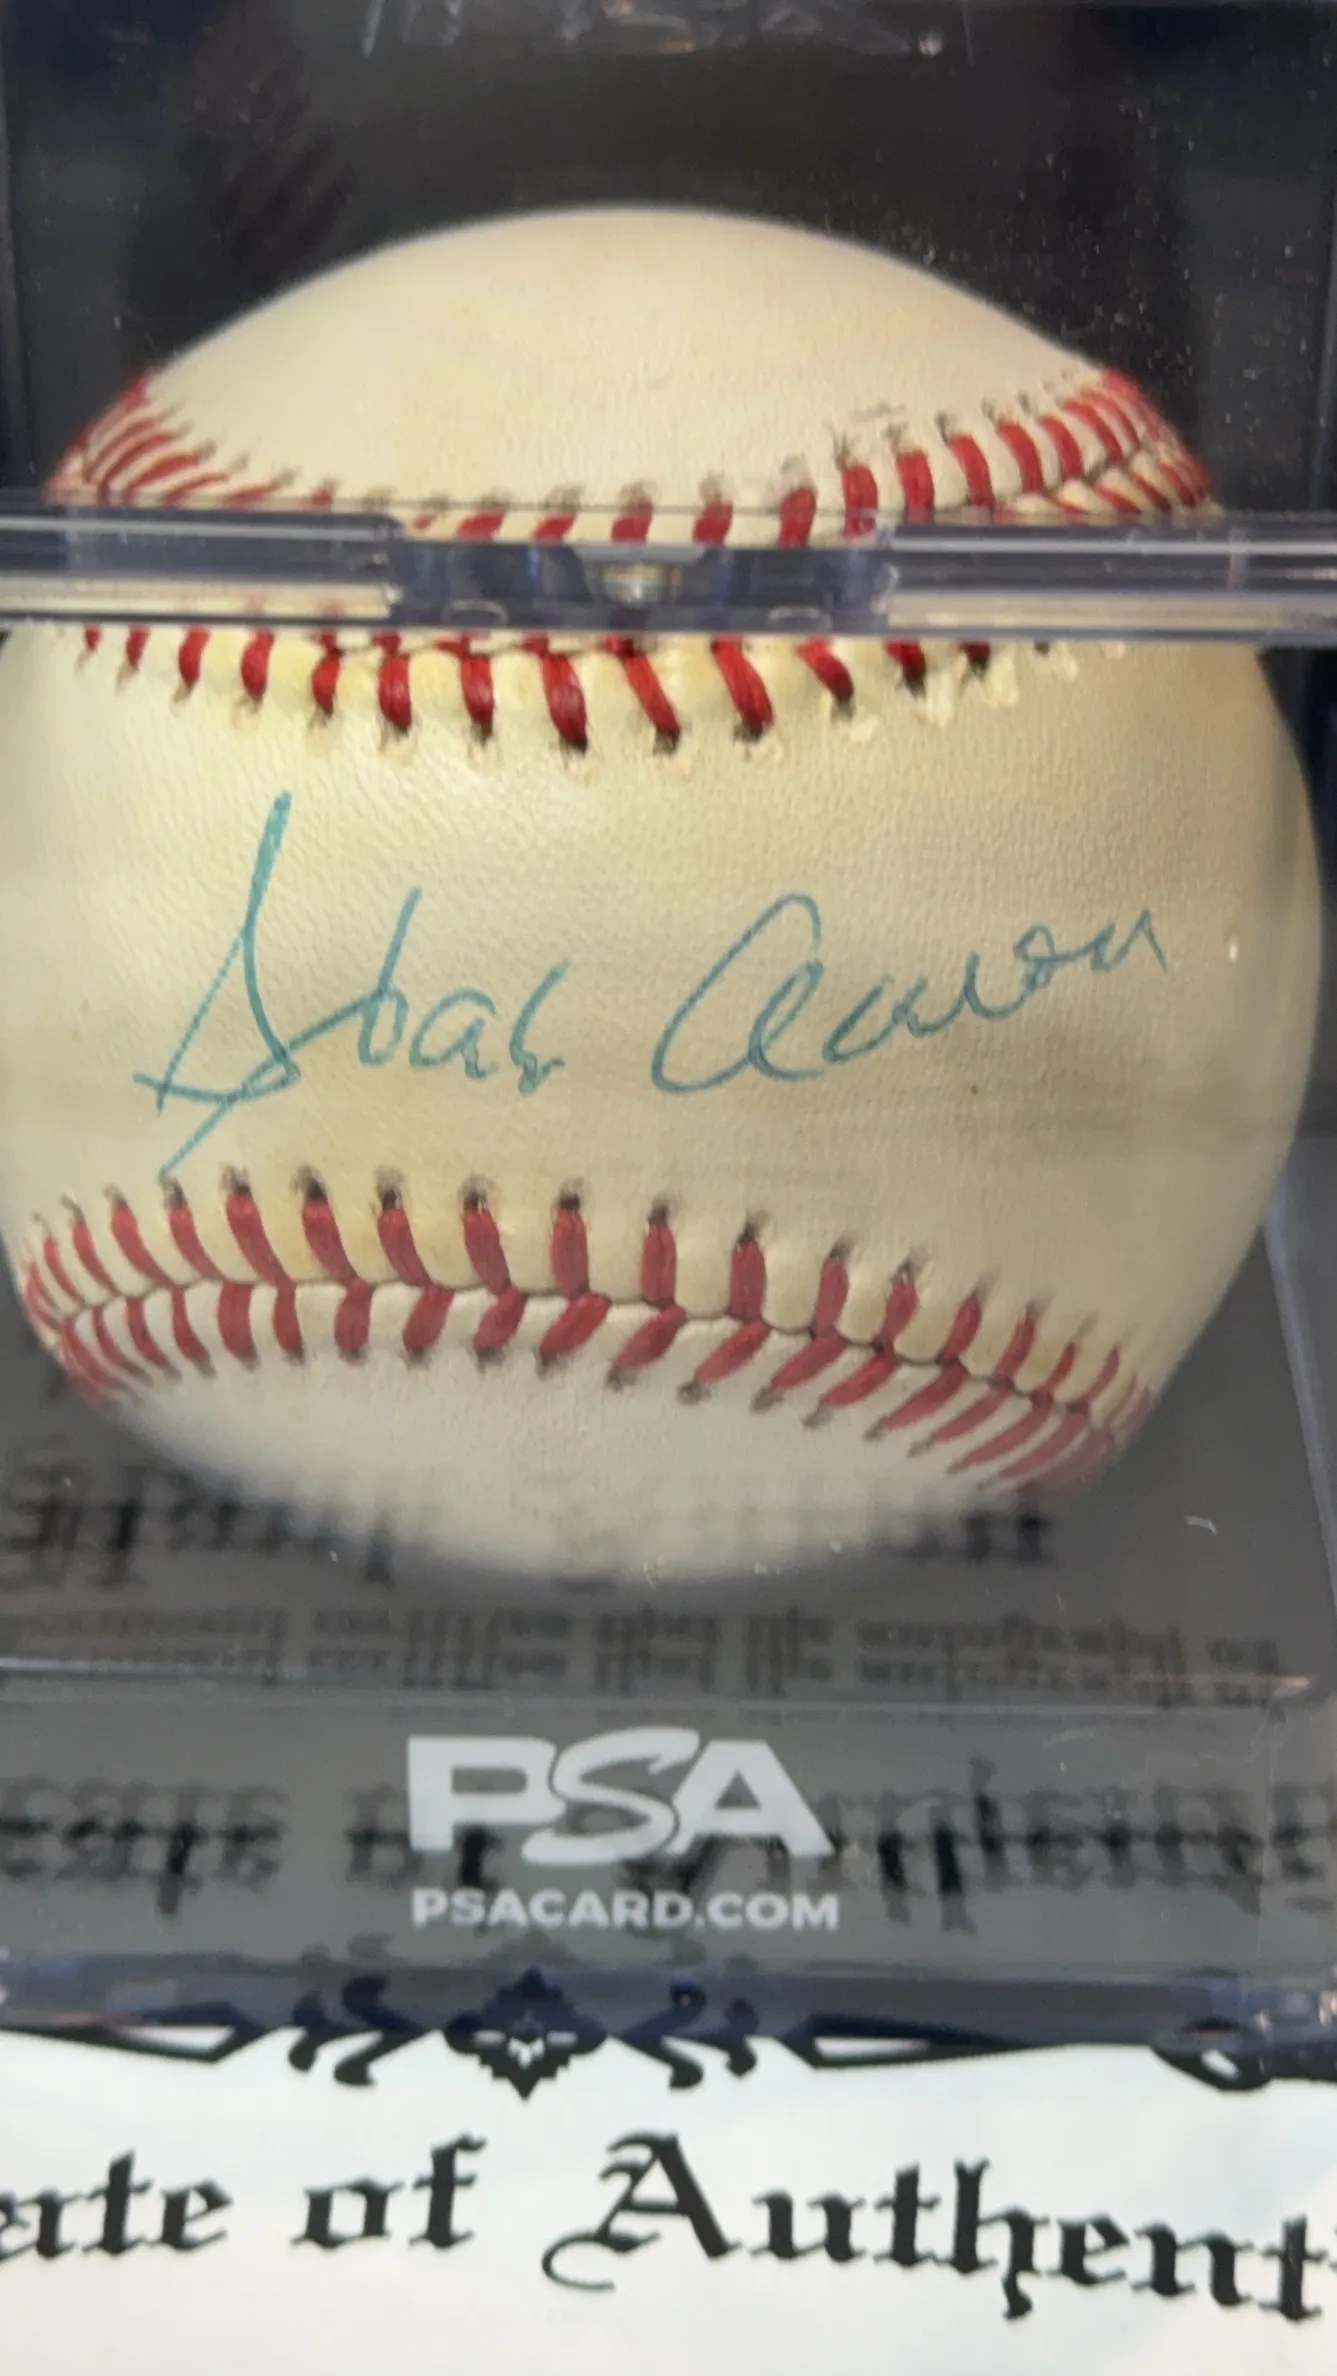 Hank Aaron
PSA
PSACARD.COM
ate of Authent